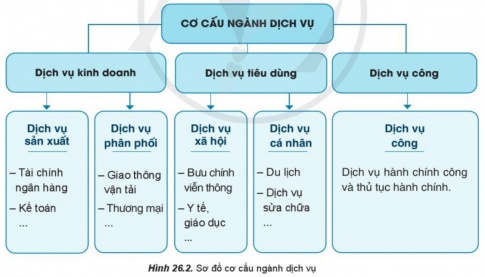 CƠ CẤU NGÀNH DỊCH VỤ
Dịch vụ kinh doanh
Dịch vụ tiêu dùng
Dịch vụ công
Dịch vụ
sản xuất
– Tài chính
ngân hàng
– Kế toán
...
Dịch vụ
phân phối
– Giao thông
vận tải
– Thương mại
...
Dịch vụ
xã hội
– Bưu chính
viễn thông
– Y tế,
giáo dục
...
Dịch vụ
cá nhân
– Du lịch
– Dịch vụ
sửa chữa
...
Dịch vụ
công
Dịch vụ hành chính công
và thủ tục hành chính.
Hình 26.2. Sơ đồ cơ cấu ngành dịch vụ